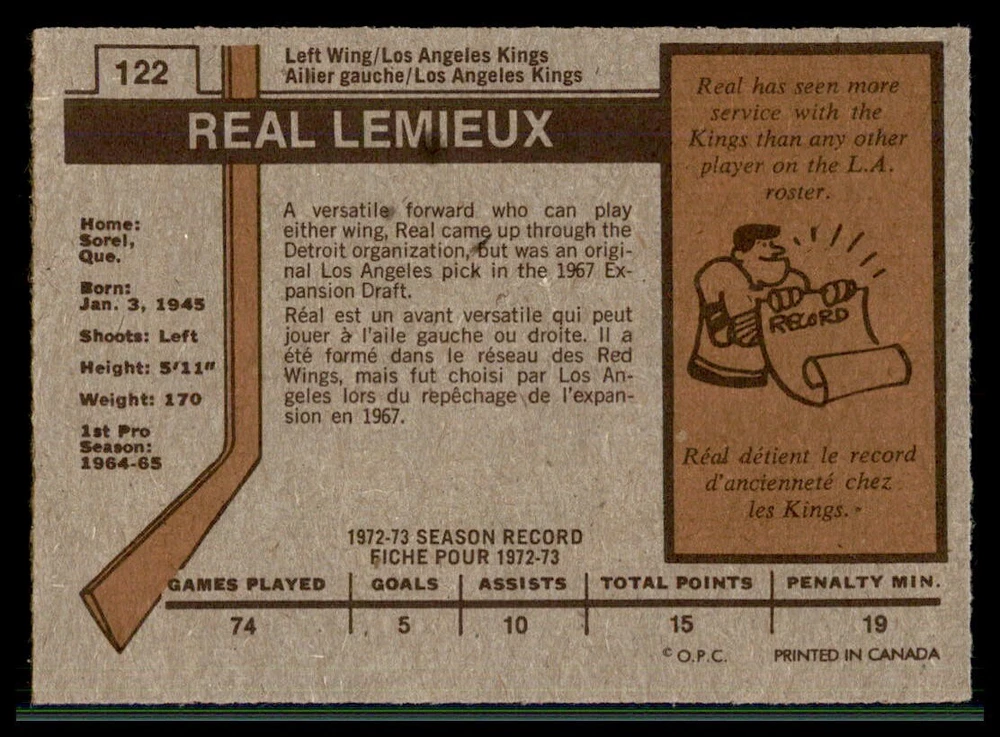 122
Left Wing/Los Angeles Kings
Ailier gauche/Los Angeles Kings
REAL LEMIEUX
Home:
Sorel,
Que.
Born:
Jan. 3, 1945
Shoots: Left
Height: 5'11"
Weight: 170
1st Pro
Season:
1964-65
A versatile forward who can play
either wing, Real came up through the
Detroit organization, but was an origi-
nal Los Angeles pick in the 1967 Ex-
pansion Draft.
Réal est un avant versatile qui peut
jouer à l'aile gauche ou droite. Il a
été formé dans le réseau des Red
Wings, mais fut choisi par Los An-
geles lors du repêchage de l'expan-
sion en 1967.
Real has seen more
service with the
Kings than any other
player on the L.A.
roster.
RECORD
Réal détient le record
d'ancienneté chez
les Kings.
1972-73 SEASON RECORD
FICHE POUR 1972-73
GAMES PLAYED GOALS ASSISTS TOTAL POINTS PENALTY MIN.
74 5 10 15 19
© O.P.C. PRINTED IN CANADA